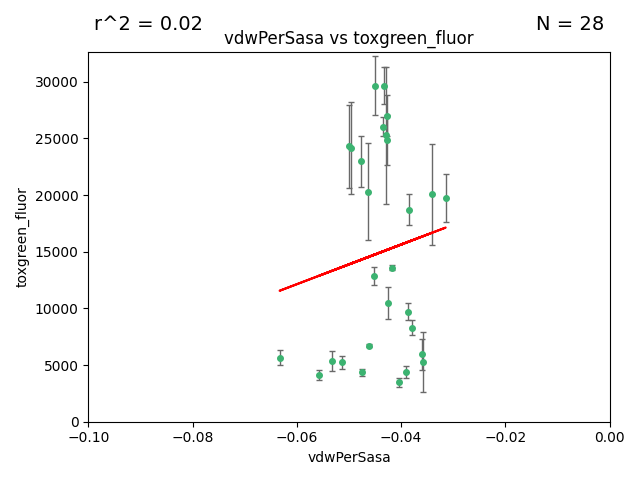 r^2 = 0.02
N = 28
vdwPerSasa vs toxgreen_fluor
30000
25000
20000
15000
10000
5000
0
toxgreen_fluor
−0.10
−0.08
−0.06
−0.04
−0.02
0.00
vdwPerSasa